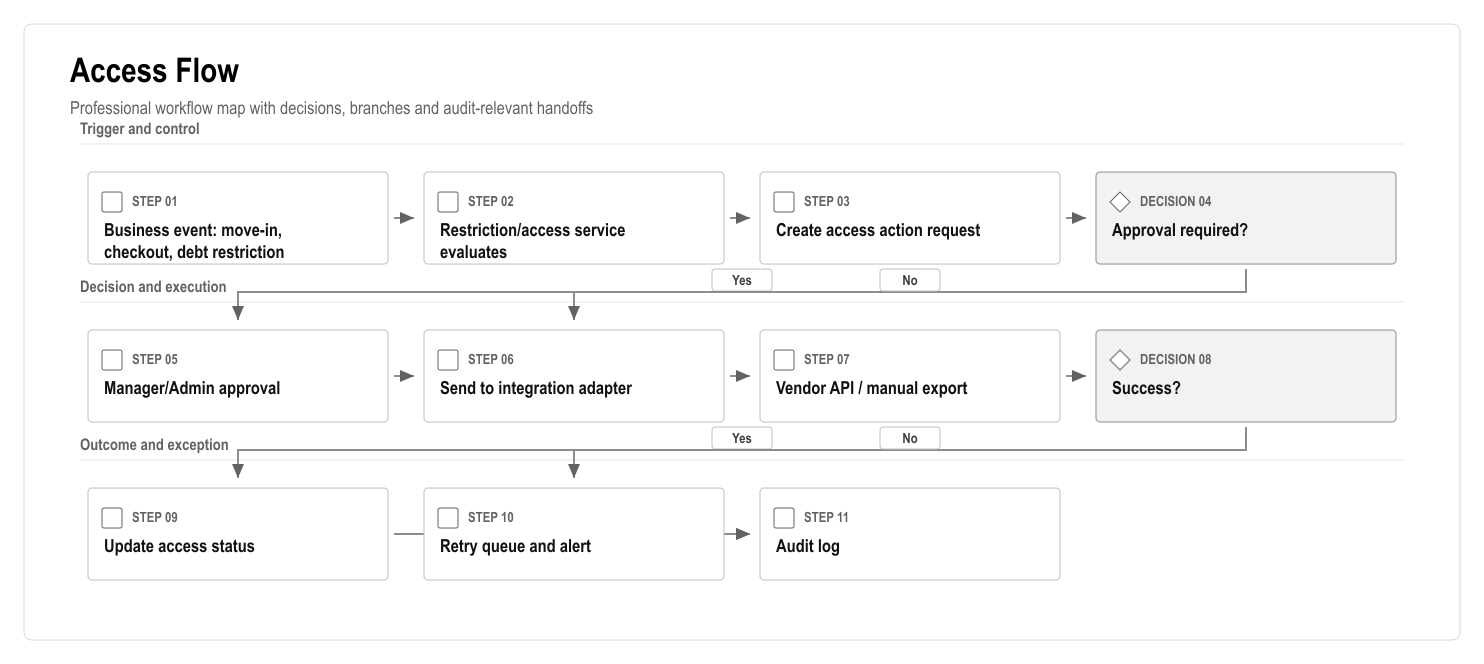 Access Flow
Professional workflow map with decisions, branches and audit-relevant handoffs
Trigger and control
STEP 01
Business event: move-in,
checkout, debt restriction
STEP 02
Restriction/access service
evaluates
STEP 03
Create access action request
DECISION 04
Approval required?
Yes
No
Decision and execution
STEP 05
Manager/Admin approval
STEP 06
Send to integration adapter
STEP 07
Vendor API / manual export
DECISION 08
Success?
Yes
No
Outcome and exception
STEP 09
Update access status
STEP 10
Retry queue and alert
STEP 11
Audit log